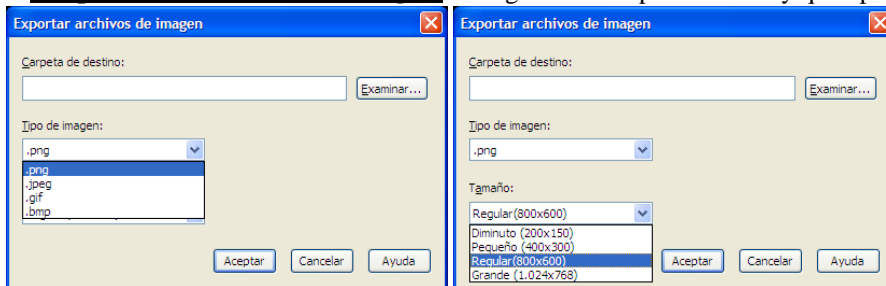 Exportar archivos de imagen
Carpeta de destino:
Examinar...
Tipo de imagen:
.png
.png
.jpeg
.gif
.bmp
Aceptar
Cancelar
Ayuda
Exportar archivos de imagen
Carpeta de destino:
Examinar...
Tipo de imagen:
.png
Tamaño:
Regular(800x600)
Diminuto (200x150)
Pequeño (400x300)
Regular(800x600)
Grande (1.024x768)
Aceptar
Cancelar
Ayuda